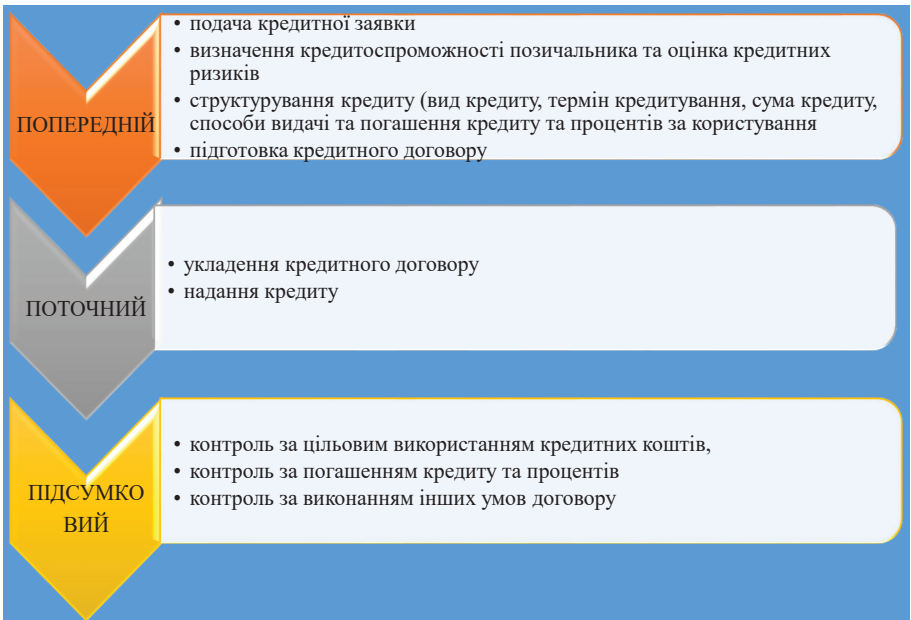 • подача кредитної заявки
• визначення кредитоспроможності позичальника та оцінка кредитних
ризиків
• структурування кредиту (вид кредиту, термін кредитування, сума кредиту,
способи видачі та погашення кредиту та процентів за користування
• підготовка кредитного договору
ПОПЕРЕДНІЙ
• укладення кредитного договору
• надання кредиту
ПОТОЧНИЙ
• контроль за цільовим використанням кредитних коштів,
• контроль за погашенням кредиту та процентів
• контроль за виконанням інших умов договору
ПІДСУМКО
ВИЙ